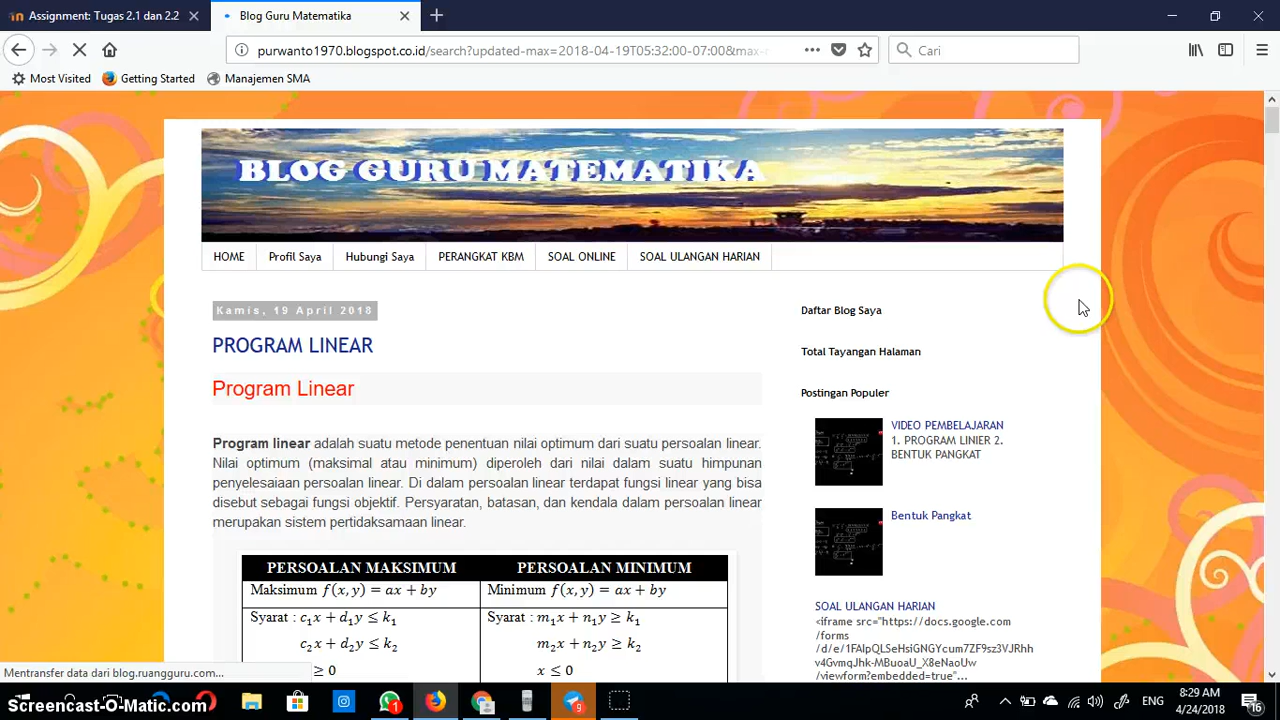 Assignment: Tugas 2.1 dan 2.2
Blog Guru Matematika
purwanto1970.blogspot.co.id/search?updated-max=2018-04-19T05:32:00-07:00&max-
Cari
Most Visited
Getting Started
Manajemen SMA
BLOG GURU MATEMATIKA
HOME
Profil Saya
Hubungi Saya
PERANGKAT KBM
SOAL ONLINE
SOAL ULANGAN HARIAN
Kamis, 19 April 2018
PROGRAM LINEAR
Program Linear
Program linear adalah suatu metode penentuan nilai optimum dari suatu persoalan linear.
Nilai optimum (maksimal atau minimum) diperoleh dari nilai dalam suatu himpunan
penyelesaiaan persoalan linear. Di dalam persoalan linear terdapat fungsi linear yang bisa
disebut sebagai fungsi objektif. Persyaratan, batasan, dan kendala dalam persoalan linear
merupakan sistem pertidaksamaan linear.
PERSOALAN MAKSIMUM
PERSOALAN MINIMUM
Maksimum f(x, y) = ax + by
Minimum f(x, y) = ax + by
Syarat : c₁x + d₁y ≤ k₁
Syarat : m₁x + n₁y ≥ k₁
c₂x + d₂y ≤ k₂
m₂x + n₂y ≥ k₂
≥ 0
x ≤ 0
Daftar Blog Saya
Total Tayangan Halaman
Postingan Populer
VIDEO PEMBELAJARAN
1. PROGRAM LINIER 2.
BENTUK PANGKAT
Bentuk Pangkat
SOAL ULANGAN HARIAN
<iframe src="https://docs.google.com
/forms
/d/e/1FAIpQLSeHsiGNGYcum7ZF9sz3VJRhh
v4GvmqJhk-MBuoaU_X8eNaoUw
/viewform?embedded=true"...
Mentransfer data dari blog.ruangguru.com...
Screencast-O-Matic.com
1
9
ENG
8:29 AM
4/24/2018
16